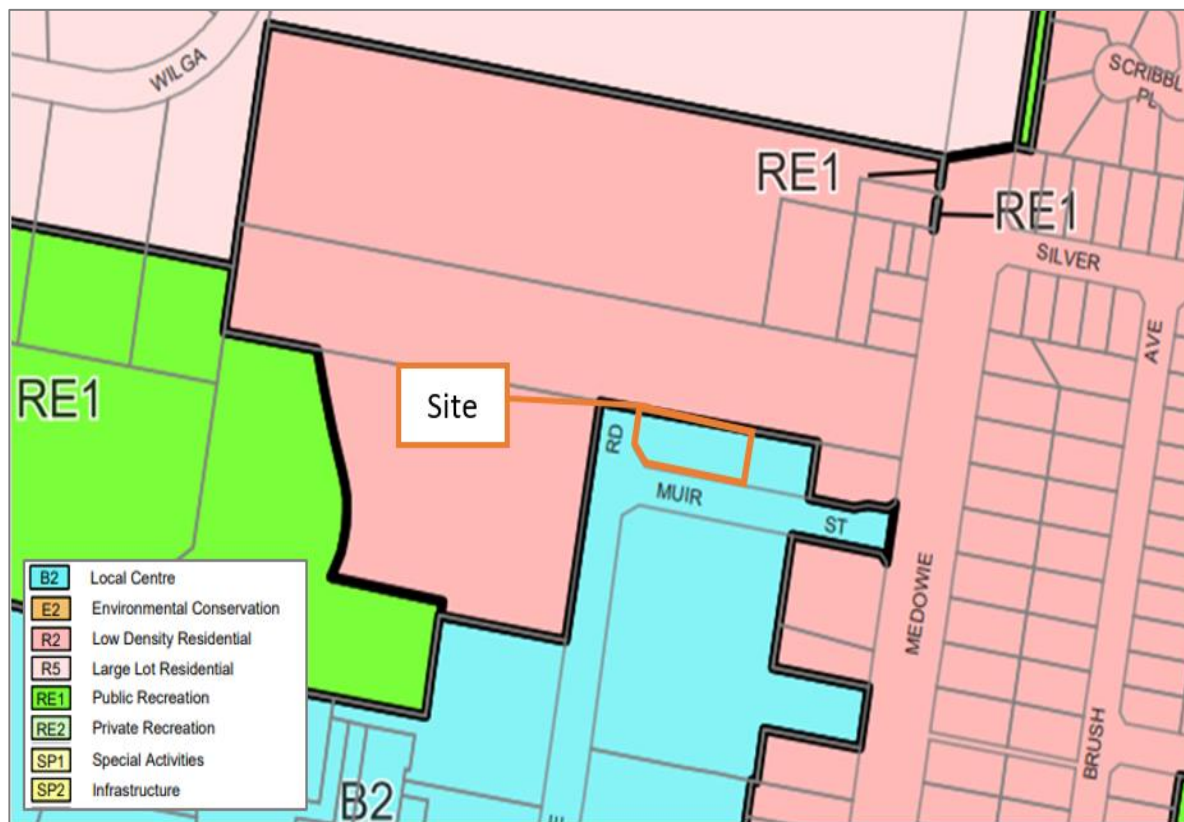 WILGA
SCRIBBL
PL
RE1
RE1
SILVER
AVE
RE1
Site
RD
MUIR
ST
MEDOWIE
BRUSH
B2
B2 Local Centre
E2 Environmental Conservation
R2 Low Density Residential
R5 Large Lot Residential
RE1 Public Recreation
RE2 Private Recreation
SP1 Special Activities
SP2 Infrastructure